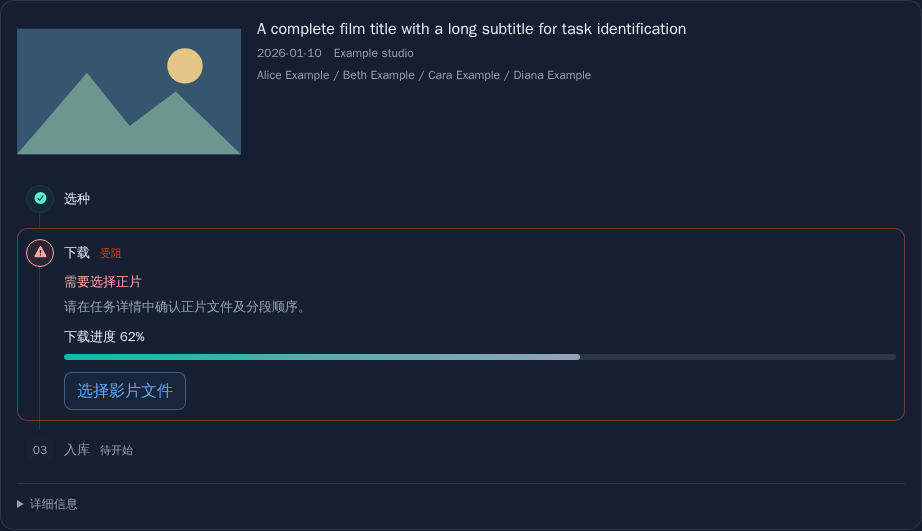 A complete film title with a long subtitle for task identification
2026-01-10 Example studio
Alice Example / Beth Example / Cara Example / Diana Example
选种
下载 受阻
需要选择正片
请在任务详情中确认正片文件及分段顺序。
下载进度 62%
选择影片文件
03 入库 待开始
详细信息